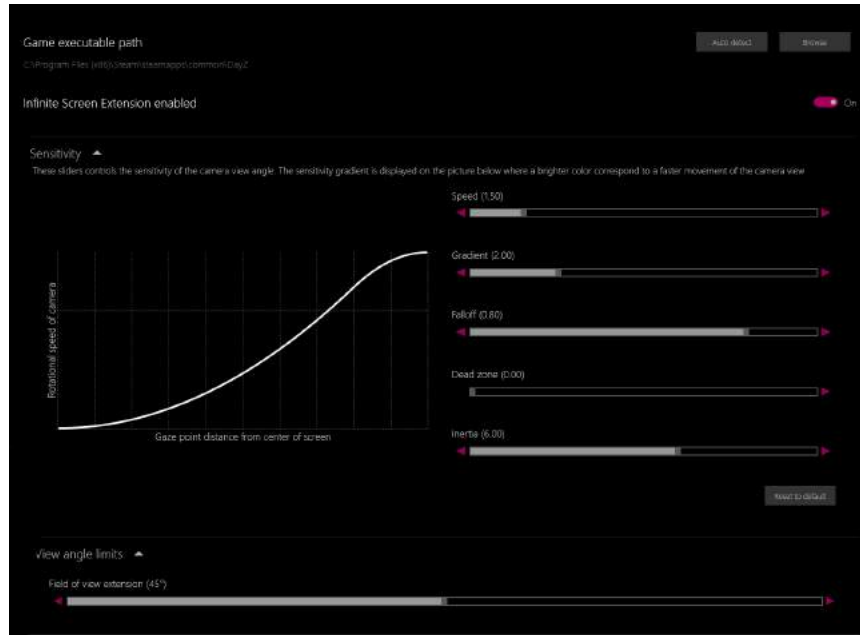 Game executable path
Auto detect
Browse
C:\Program Files (x86)\Steam\steamapps\common\DayZ
Infinite Screen Extension enabled
On
Sensitivity
These sliders controls the sensitivity of the camera view angle. The sensitivity gradient is displayed on the picture below where a brighter color correspond to a faster movement of the camera view
Speed (1.50)
Gradient (2.00)
Falloff (0.80)
Dead zone (0.00)
Inertia (6.00)
Rotational speed of camera
Gaze point distance from center of screen
Reset to default
View angle limits
Field of view extension (45°)